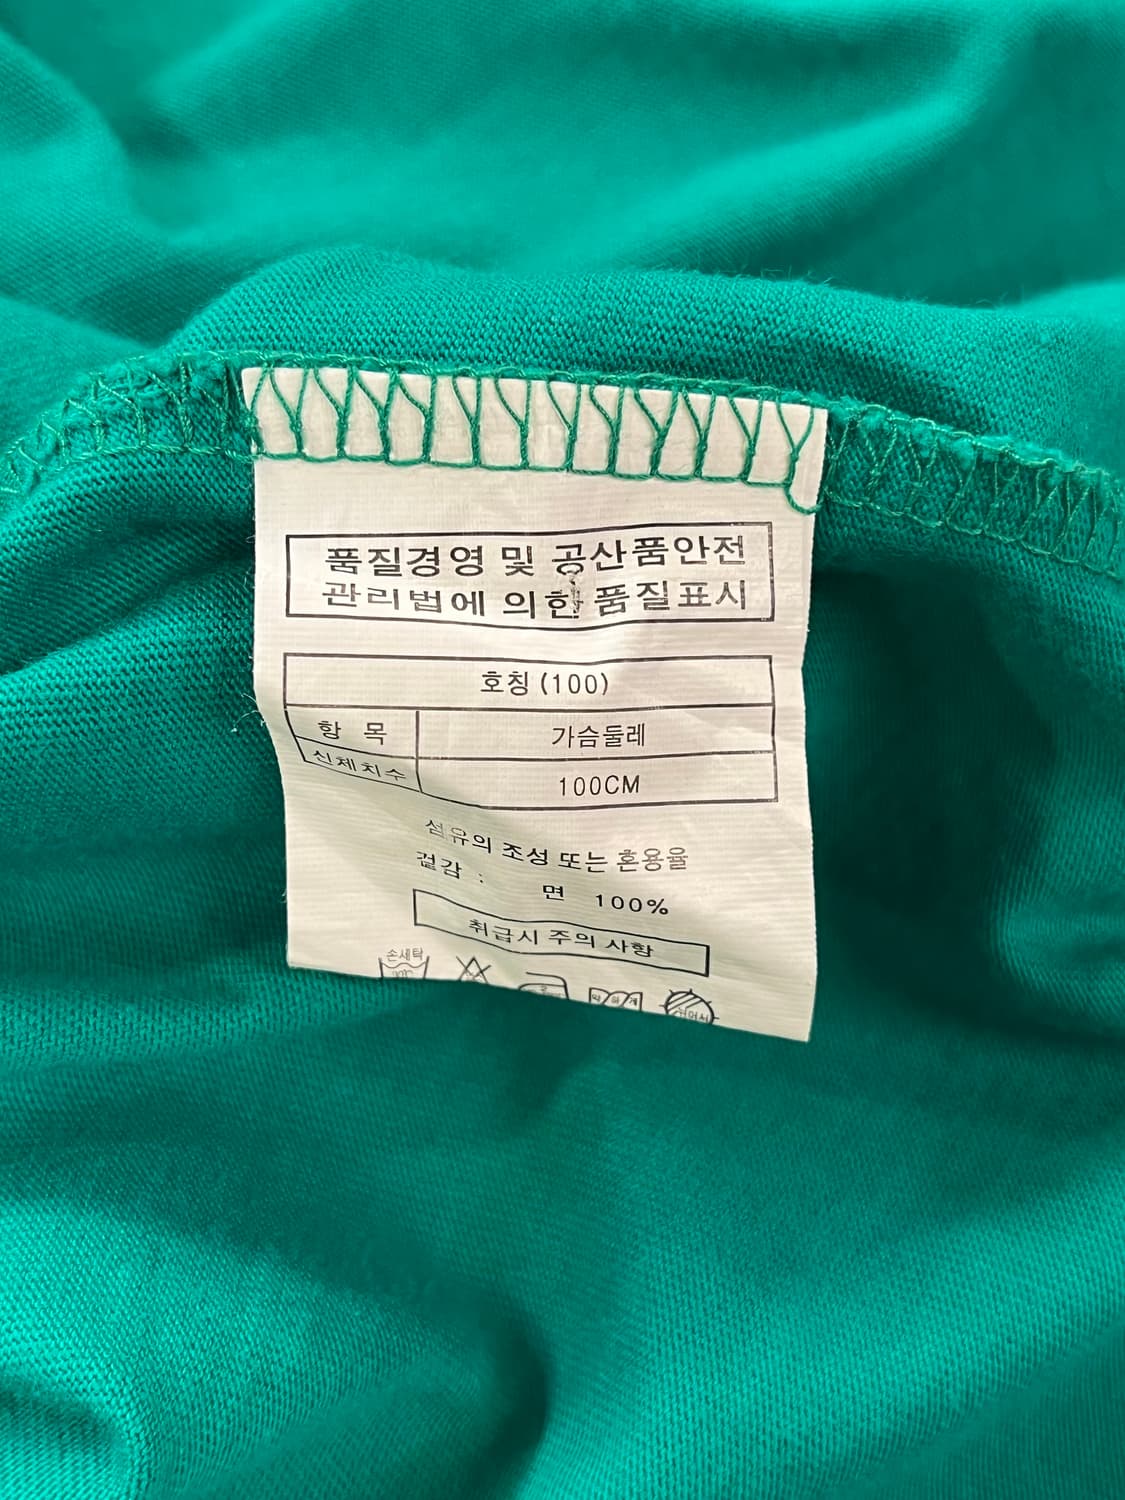 품질경영 및 공산품안전
관리법에 의한 품질표시
호칭 (100)
항 목 가슴둘레
신체치수 100CM
섬유의 조성 또는 혼용율
겉감 : 면 100%
취급시 주의 사항
손세탁
약하게